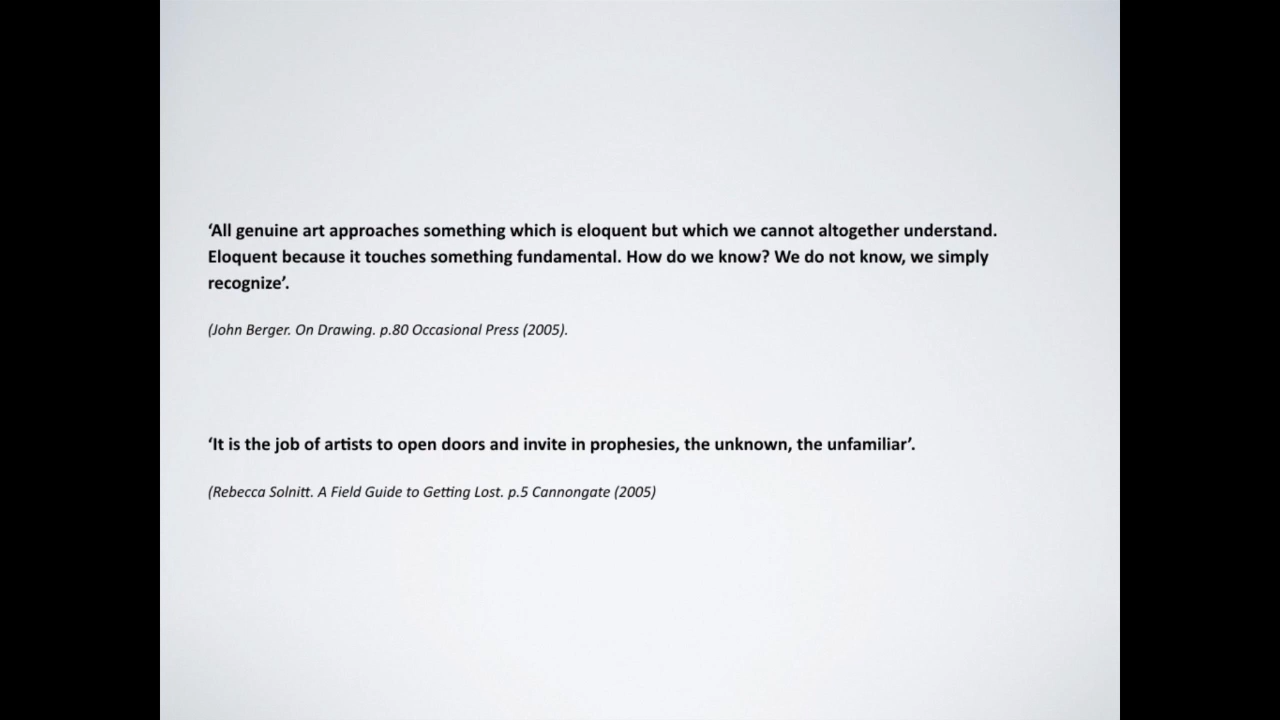 ‘All genuine art approaches something which is eloquent but which we cannot altogether understand.
Eloquent because it touches something fundamental. How do we know? We do not know, we simply
recognize’.
(John Berger. On Drawing. p.80 Occasional Press (2005).
‘It is the job of artists to open doors and invite in prophesies, the unknown, the unfamiliar’.
(Rebecca Solnitt. A Field Guide to Getting Lost. p.5 Cannongate (2005)